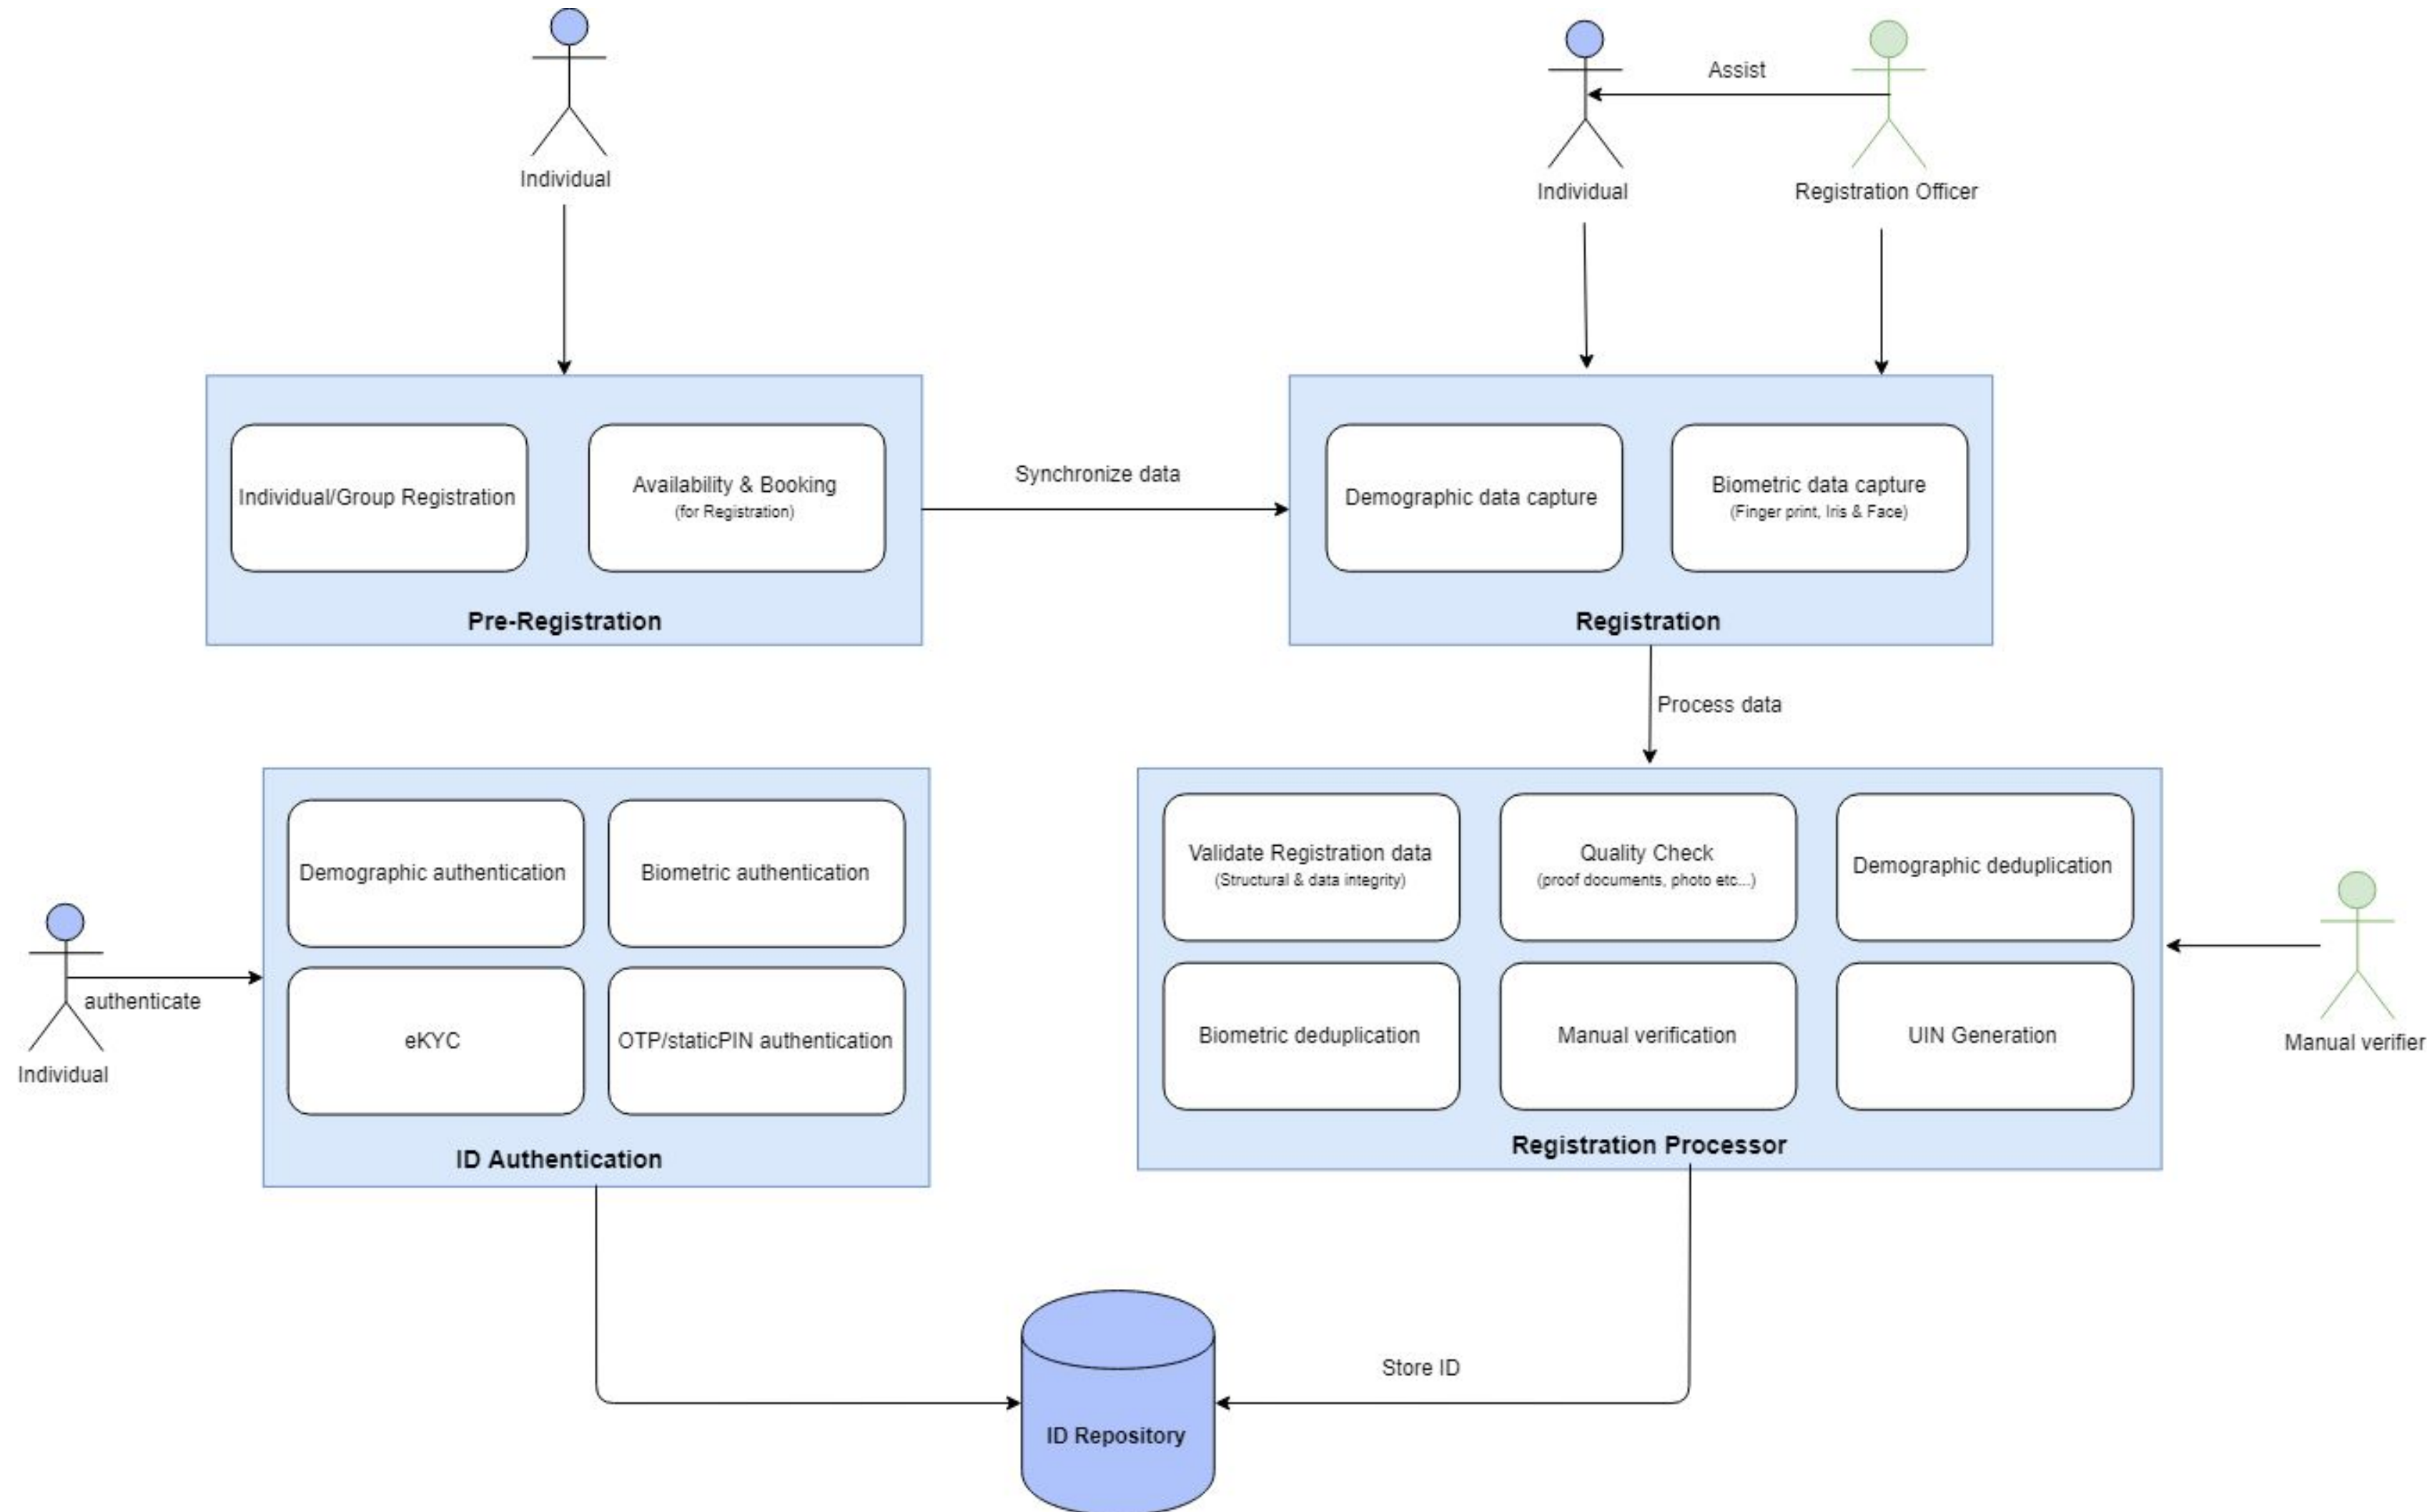 Assist
Individual
Individual
Registration Officer
Individual/Group Registration
Availability & Booking
(for Registration)
Synchronize data
Demographic data capture
Biometric data capture
(Finger print, Iris & Face)
Pre-Registration
Registration
Process data
Demographic authentication
Biometric authentication
eKYC
OTP/staticPIN authentication
authenticate
Individual
ID Authentication
Validate Registration data
(Structural & data integrity)
Quality Check
(proof documents, photo etc...)
Demographic deduplication
Biometric deduplication
Manual verification
UIN Generation
Manual verifier
Registration Processor
Store ID
ID Repository